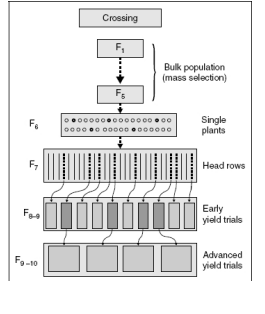 Crossing
F1
Bulk population
(mass selection)
F5
F6
Single
plants
F7
Head rows
F8–9
Early
yield trials
F9–10
Advanced
yield trials